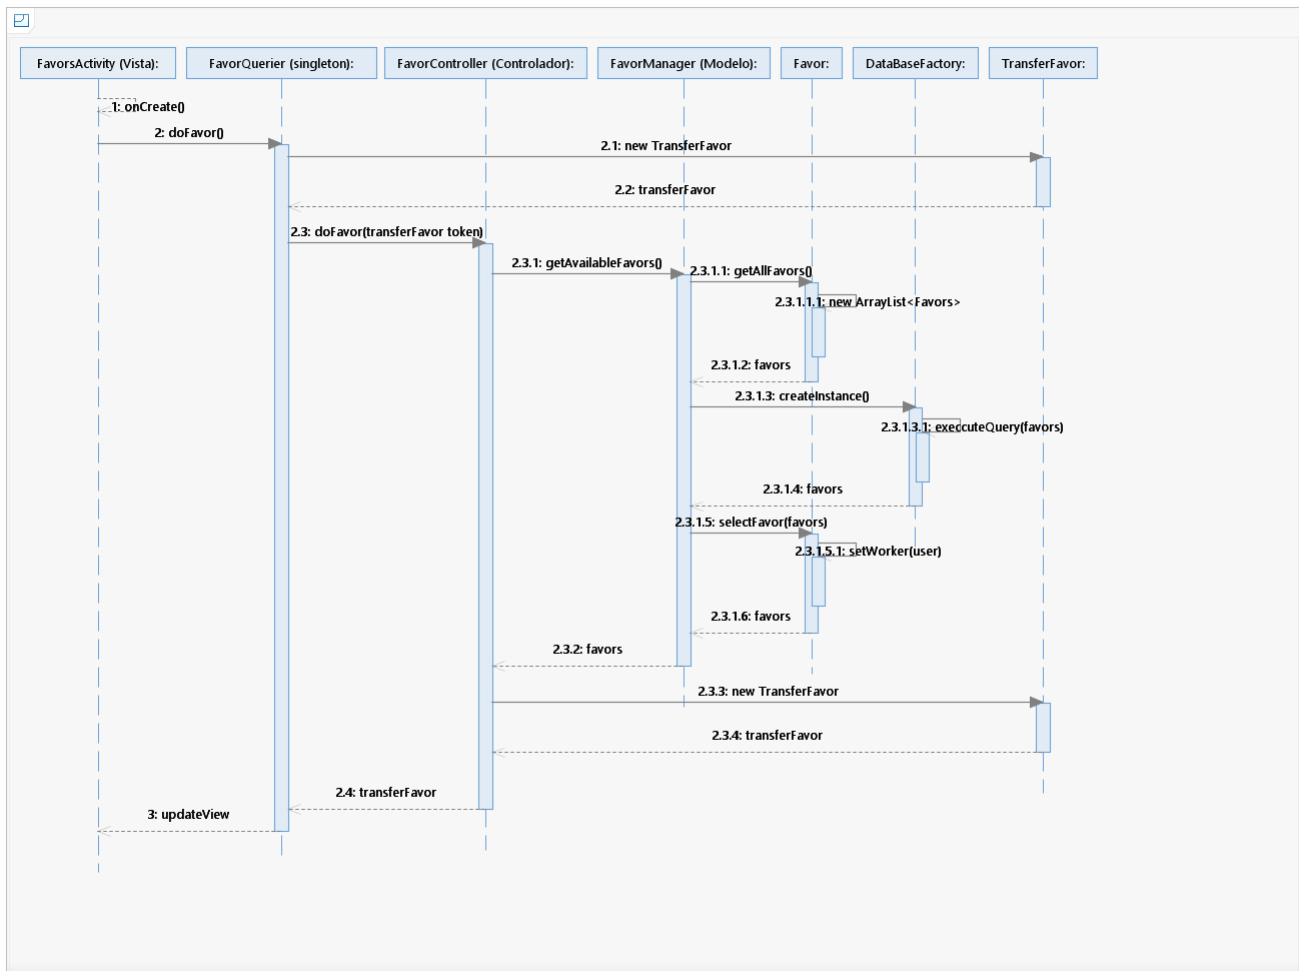 FavorsActivity (Vista):
FavorQuerier (singleton):
FavorController (Controlador):
FavorManager (Modelo):
Favor:
DataBaseFactory:
TransferFavor:
1: onCreate()
2: doFavor()
2.1: new TransferFavor
2.2: transferFavor
2.3: doFavor(transferFavor token)
2.3.1: getAvailableFavors()
2.3.1.1: getAllFavors()
2.3.1.1.1: new ArrayList<Favors>
2.3.1.2: favors
2.3.1.3: createInstance()
2.3.1.3.1: executeQuery(favors)
2.3.1.4: favors
2.3.1.5: selectFavor(favors)
2.3.1.5.1: setWorker(user)
2.3.1.6: favors
2.3.2: favors
2.3.3: new TransferFavor
2.3.4: transferFavor
2.4: transferFavor
3: updateView